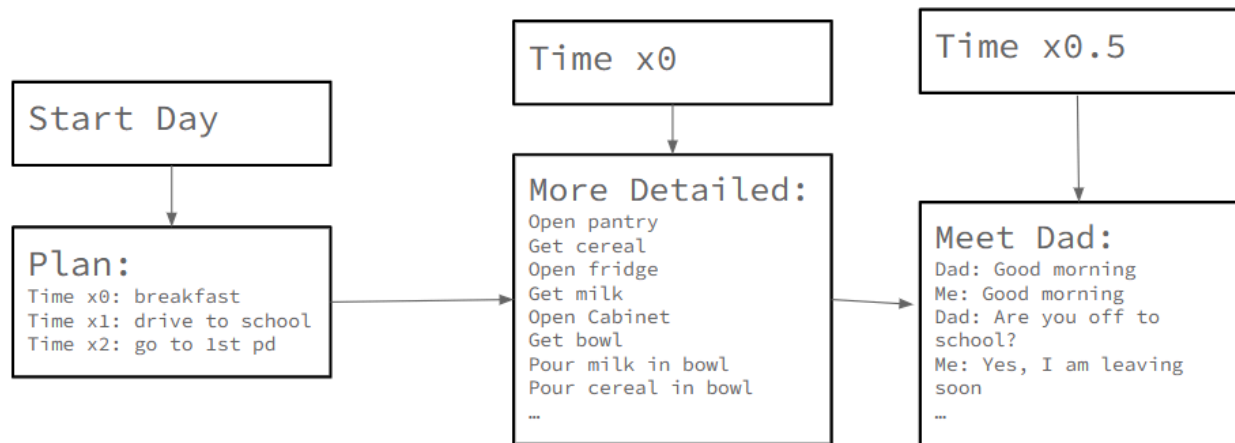 Start Day
Plan:
Time x0: breakfast
Time x1: drive to school
Time x2: go to 1st pd
Time x0
More Detailed:
Open pantry
Get cereal
Open fridge
Get milk
Open Cabinet
Get bowl
Pour milk in bowl
Pour cereal in bowl
…
Time x0.5
Meet Dad:
Dad: Good morning
Me: Good morning
Dad: Are you off to
school?
Me: Yes, I am leaving
soon
…